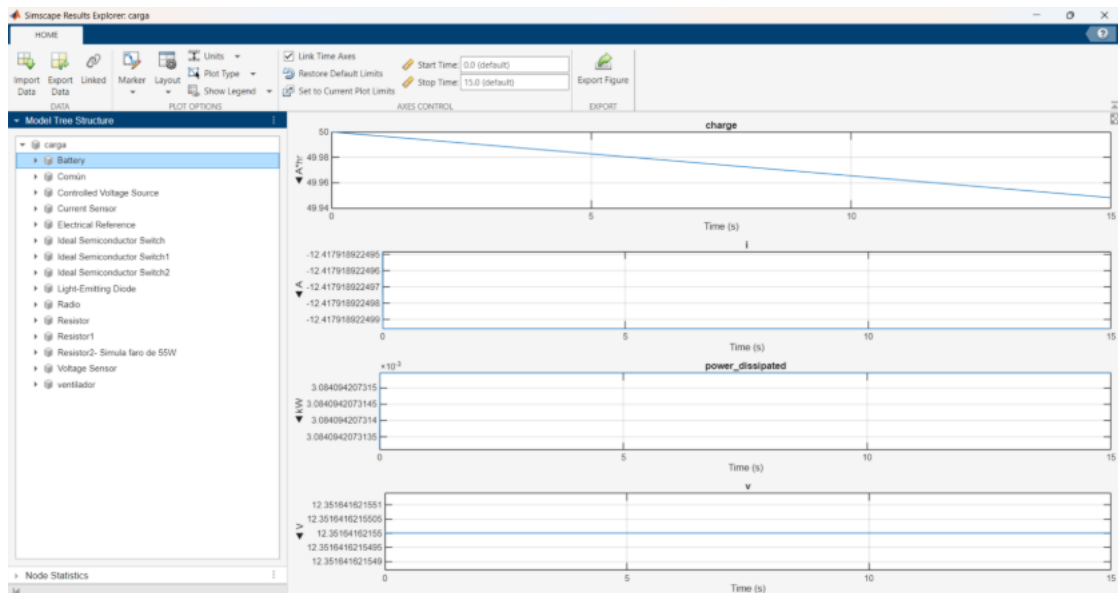 Simscape Results Explorer: carga
HOME
Import Data
Export Data
Linked
Marker
Layout
Units
Plot Type
Show Legend
Link Time Axes
Restore Default Limits
Set to Current Plot Limits
Start Time: 0.0 (default)
Stop Time: 15.0 (default)
Export Figure
DATA
PLOT OPTIONS
AXES CONTROL
EXPORT
Model Tree Structure
carga
Battery
Común
Controlled Voltage Source
Current Sensor
Electrical Reference
Ideal Semiconductor Switch
Ideal Semiconductor Switch1
Ideal Semiconductor Switch2
Light-Emitting Diode
Radio
Resistor
Resistor1
Resistor2- Simula faro de 55W
Voltage Sensor
ventilador
Node Statistics
charge
50
49.98
49.96
49.94
A*hr
0 5 10 15
Time (s)
i
-12.417918922495
-12.417918922496
-12.417918922497
-12.417918922498
-12.417918922499
A
0 5 10 15
Time (s)
power_dissipated
×10⁻³
3.084094207315
3.0840942073145
3.084094207314
3.0840942073135
kW
0 5 10 15
Time (s)
v
12.351641621551
12.3516416215505
12.35164162155
12.3516416215495
12.351641621549
V
0 5 10 15
Time (s)